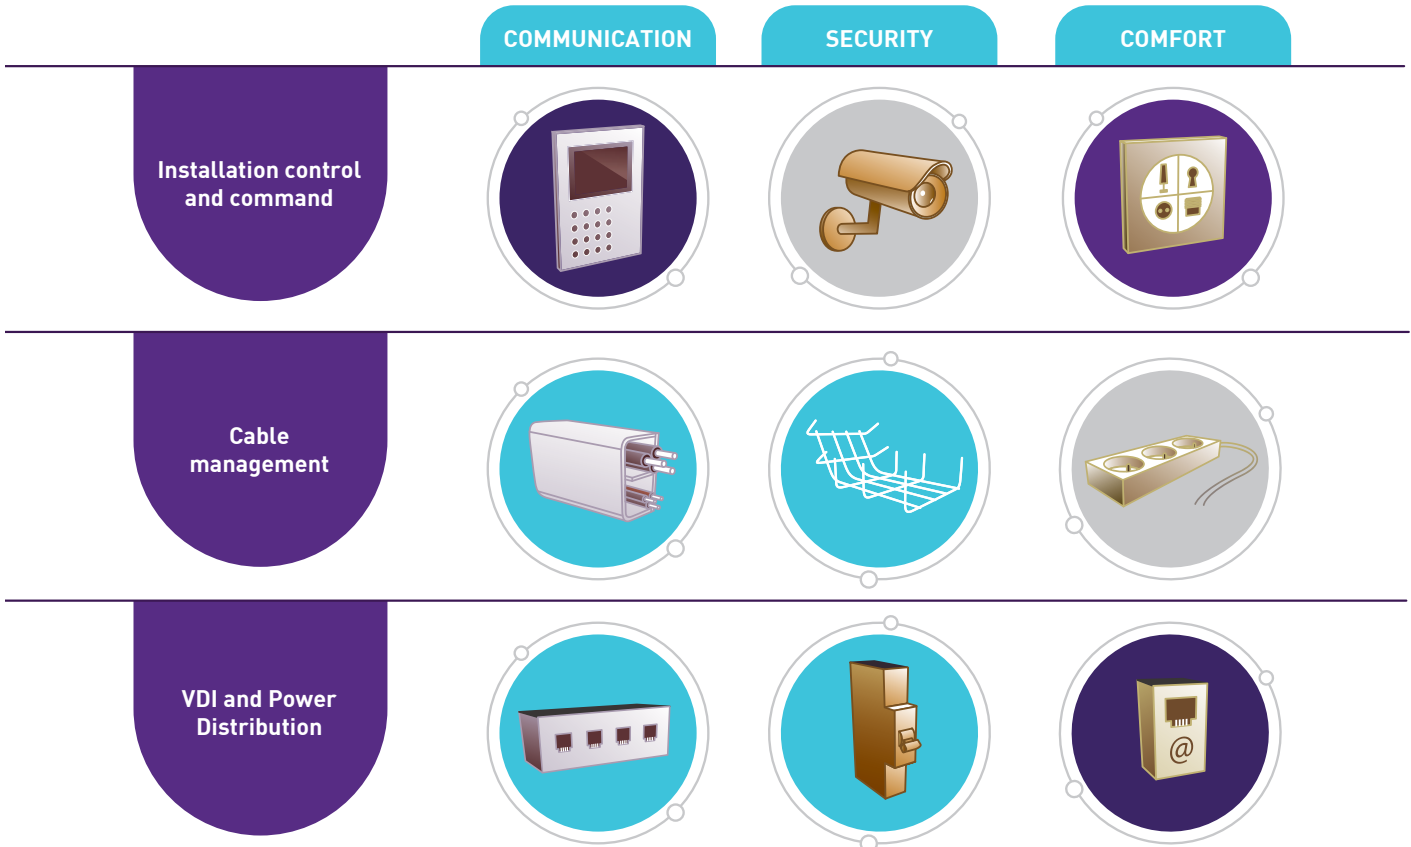 COMMUNICATION
SECURITY
COMFORT
Installation control
and command
Cable
management
VDI and Power
Distribution
@